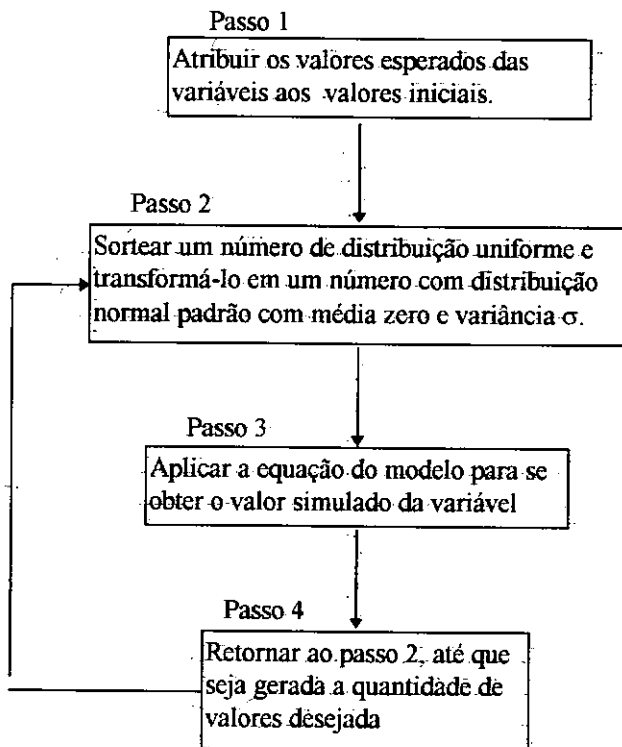 Passo 1
Atribuir os valores esperados das
variáveis aos valores iniciais.
Passo 2
Sortear um número de distribuição uniforme e
transformá-lo em um número com distribuição
normal padrão com média zero e variância σ.
Passo 3
Aplicar a equação do modelo para se
obter o valor simulado da variável
Passo 4
Retornar ao passo 2, até que
seja gerada a quantidade de
valores desejada